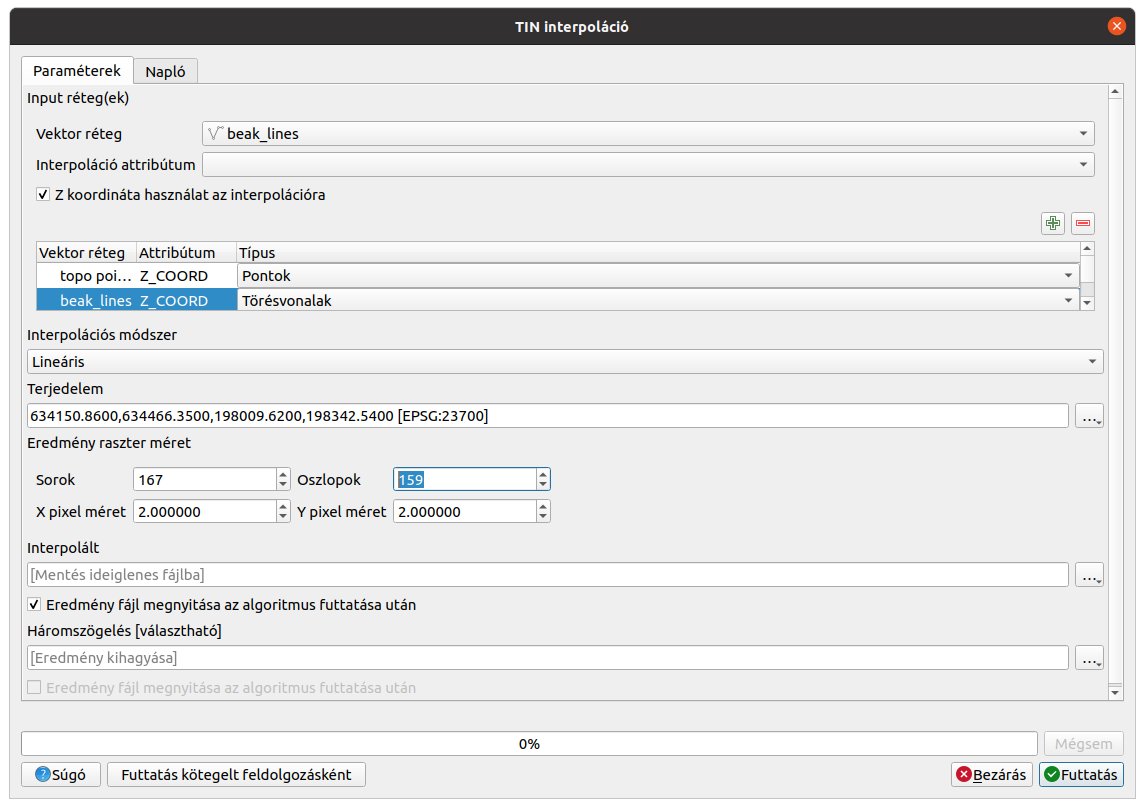 TIN interpoláció
Paraméterek Napló
Input réteg(ek)
Vektor réteg beak_lines
Interpoláció attribútum
Z koordináta használat az interpolációra
Vektor réteg Attribútum Típus
topo poi... Z_COORD Pontok
beak_lines Z_COORD Törésvonalak
Interpolációs módszer
Lineáris
Terjedelem
634150.8600,634466.3500,198009.6200,198342.5400 [EPSG:23700]
...
Eredmény raszter méret
Sorok 167 Oszlopok 159
X pixel méret 2.000000 Y pixel méret 2.000000
Interpolált
[Mentés ideiglenes fájlba]
...
Eredmény fájl megnyitása az algoritmus futtatása után
Háromszögelés [választható]
[Eredmény kihagyása]
...
Eredmény fájl megnyitása az algoritmus futtatása után
0% Mégsem
Súgó Futtatás kötegelt feldolgozásként Bezárás Futtatás